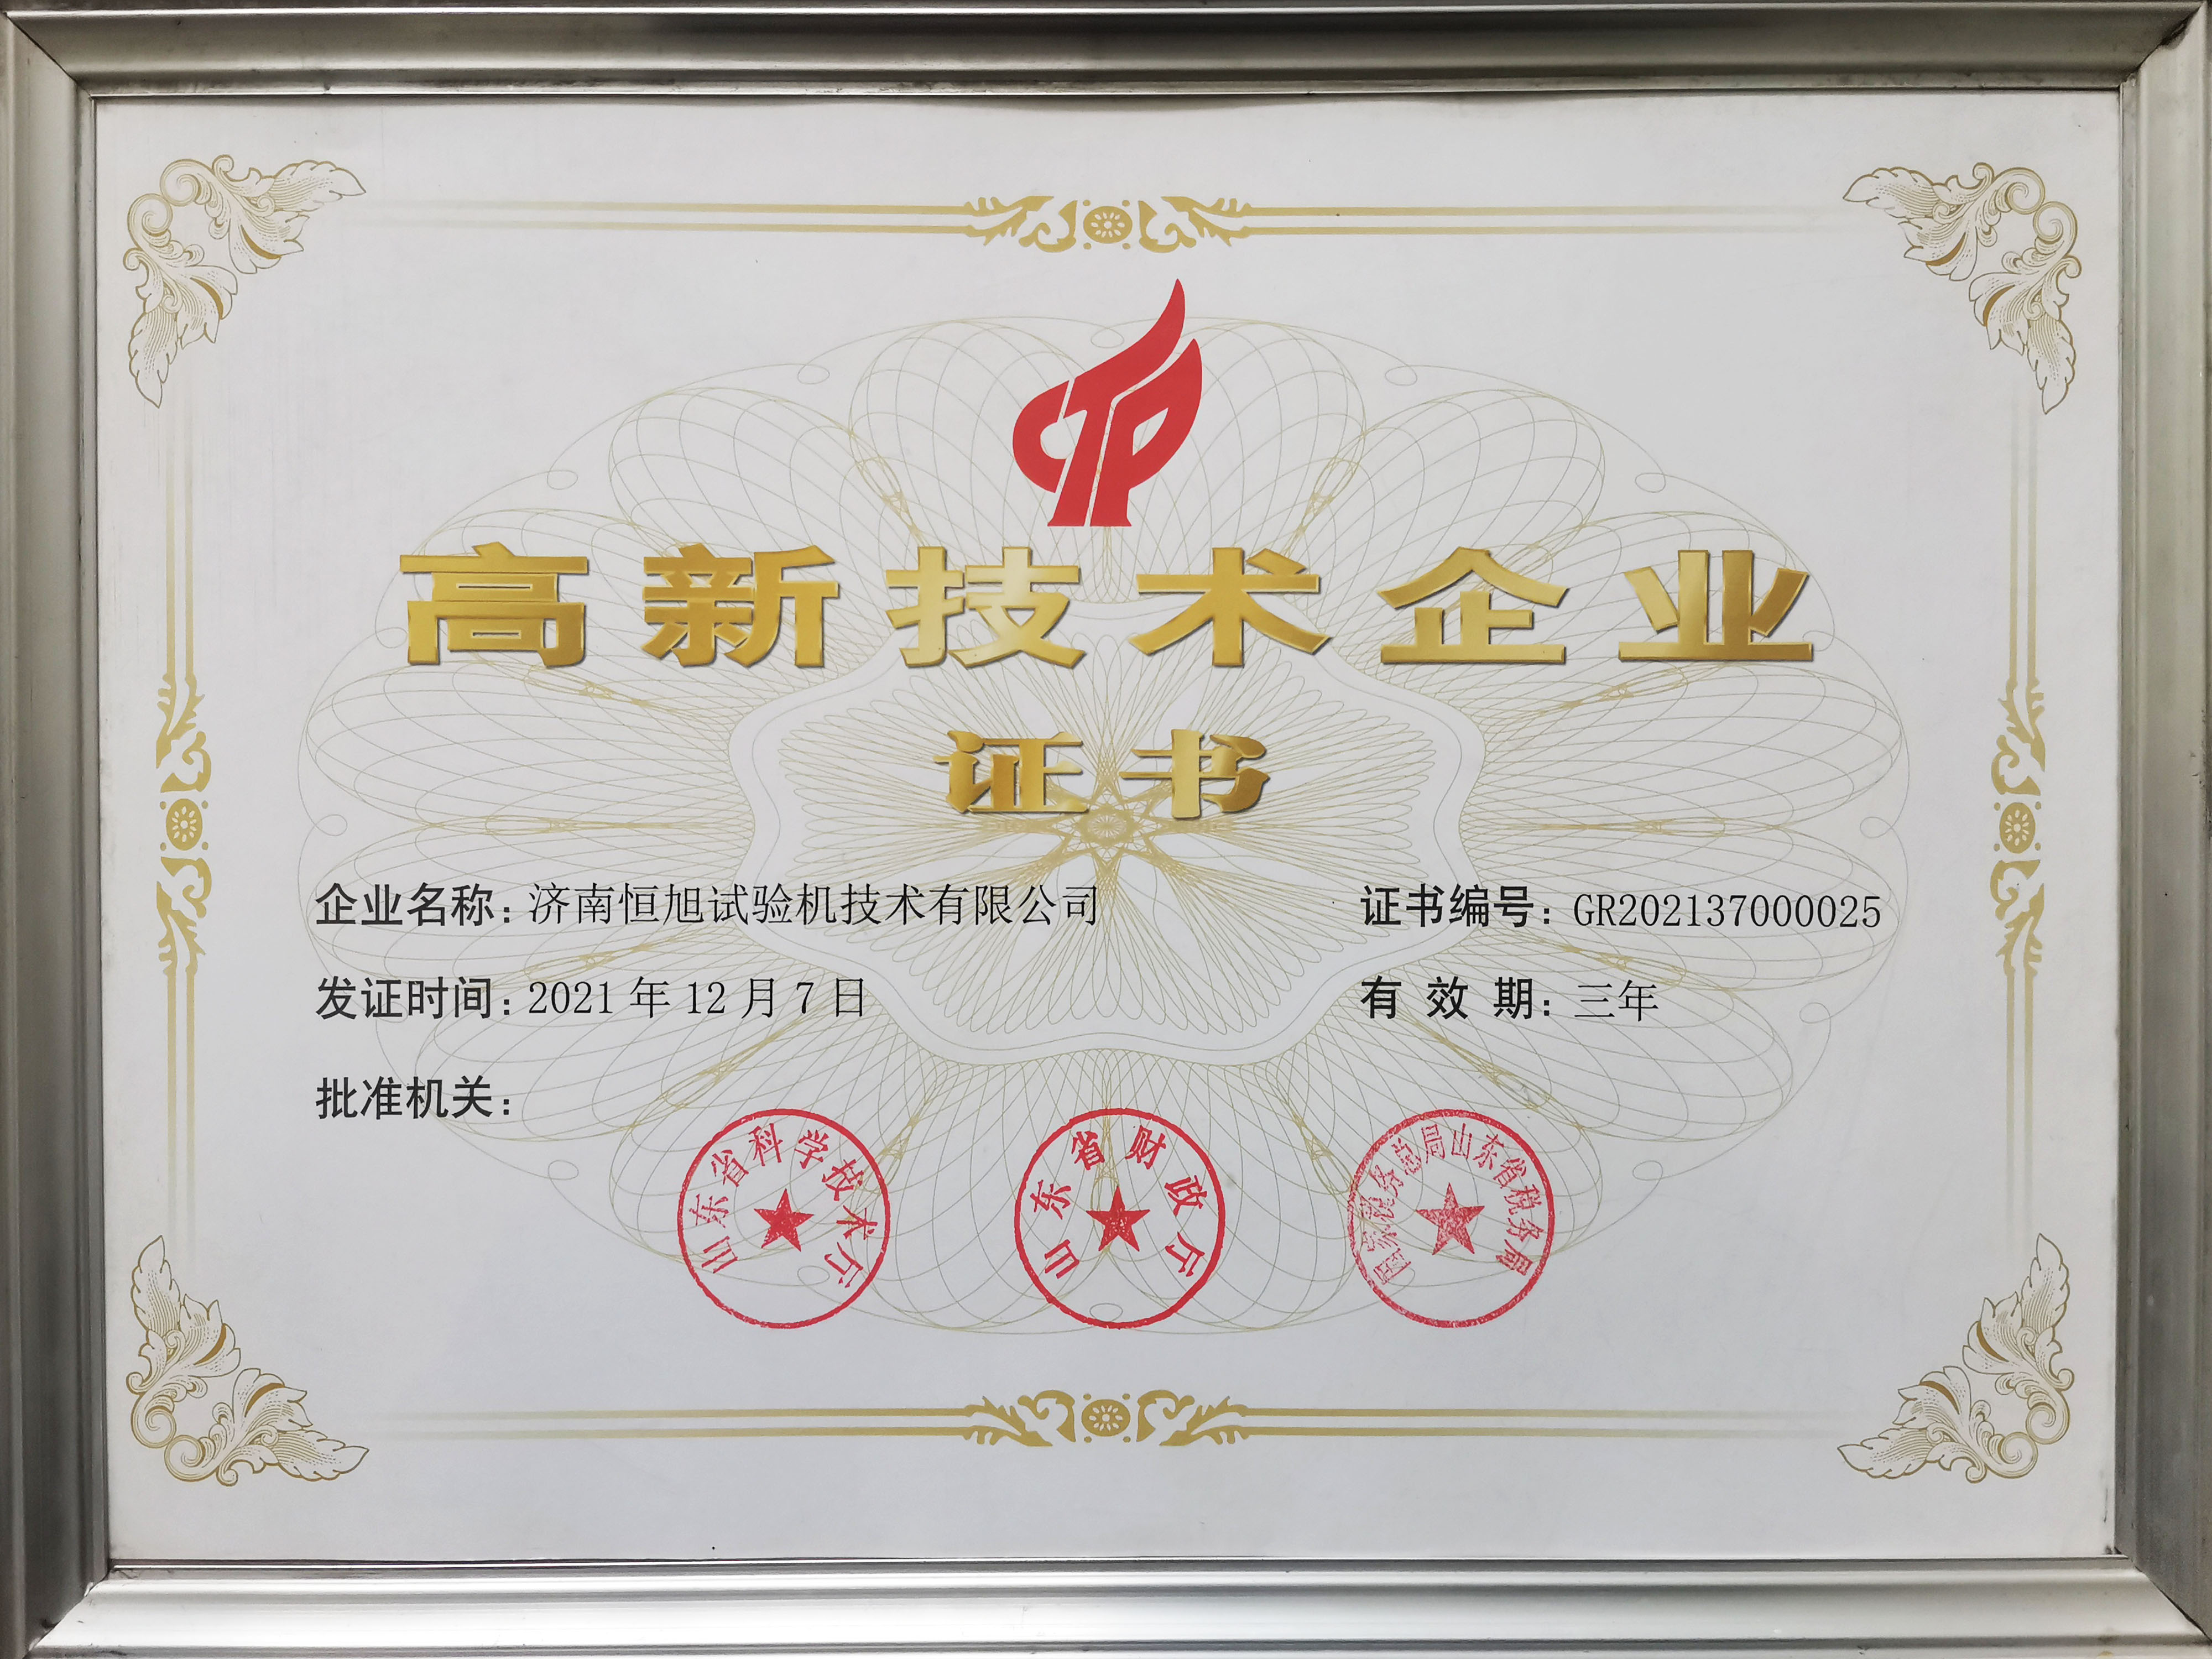 CTP
高新技术企业
证书
企业名称：济南恒旭试验机技术有限公司
证书编号：GR202137000025
发证时间：2021年12月7日
有效期：三年
批准机关：
山东省科学技术厅
山东省财政厅
国家税务总局山东省税务局